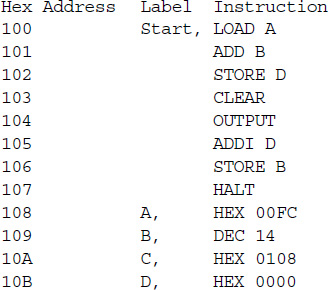 Hex Address Label Instruction
100 Start, LOAD A
101 ADD B
102 STORE D
103 CLEAR
104 OUTPUT
105 ADDI D
106 STORE B
107 HALT
108 A, HEX 00FC
109 B, DEC 14
10A C, HEX 0108
10B D, HEX 0000